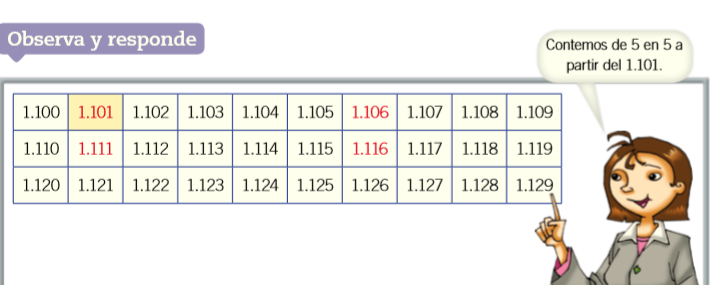 Observa y responde
Contemos de 5 en 5 a
partir del 1.101.
1.100 1.101 1.102 1.103 1.104 1.105 1.106 1.107 1.108 1.109
1.110 1.111 1.112 1.113 1.114 1.115 1.116 1.117 1.118 1.119
1.120 1.121 1.122 1.123 1.124 1.125 1.126 1.127 1.128 1.129